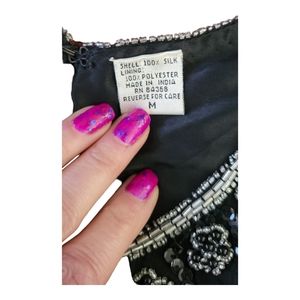 SHELL: 100% SILK
LINING:
100% POLYESTER
MADE IN INDIA
RN 84358
REVERSE FOR CARE
M